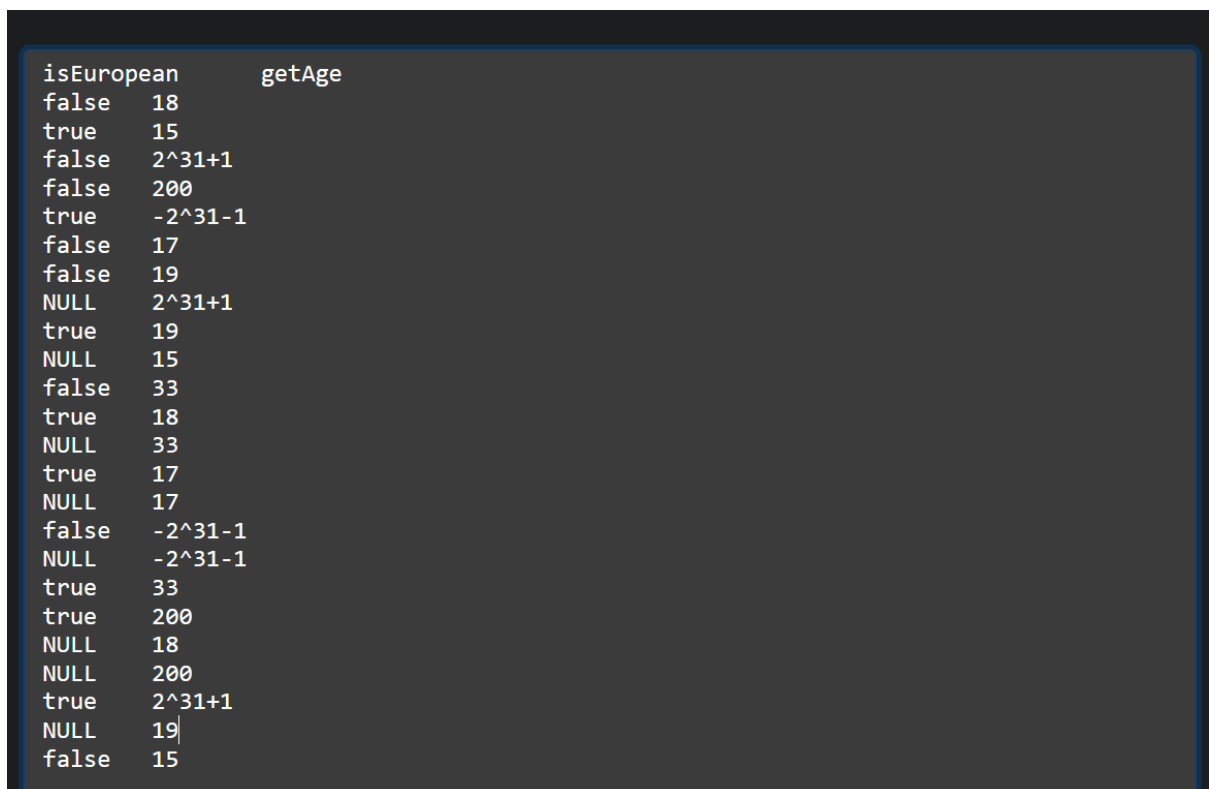 isEuropean getAge
false 18
true 15
false 2^31+1
false 200
true -2^31-1
false 17
false 19
NULL 2^31+1
true 19
NULL 15
false 33
true 18
NULL 33
true 17
NULL 17
false -2^31-1
NULL -2^31-1
true 33
true 200
NULL 18
NULL 200
true 2^31+1
NULL 19
false 15